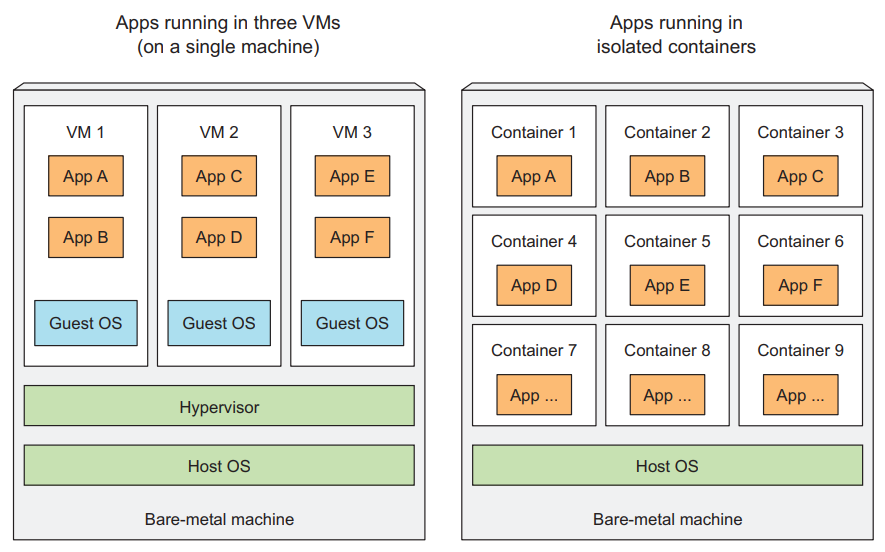 Apps running in three VMs
(on a single machine)
VM 1
VM 2
VM 3
App A
App C
App E
App B
App D
App F
Guest OS
Guest OS
Guest OS
Hypervisor
Host OS
Bare-metal machine
Apps running in
isolated containers
Container 1
Container 2
Container 3
App A
App B
App C
Container 4
Container 5
Container 6
App D
App E
App F
Container 7
Container 8
Container 9
App ...
App ...
App ...
Host OS
Bare-metal machine